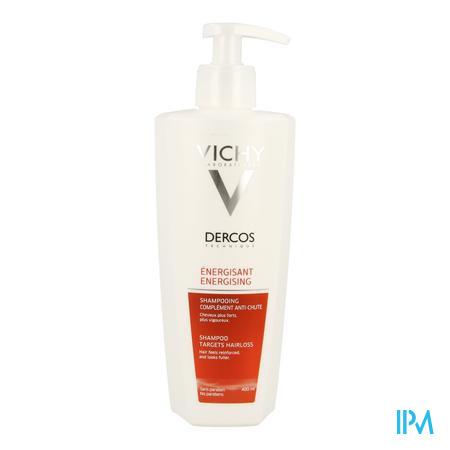 VICHY
LABORATOIRES
DERCOS
TECHNIQUE
ÉNERGISANT
ENERGISING
SHAMPOOING
COMPLÉMENT ANTI-CHUTE
Cheveux plus forts,
plus vigoureux.
SHAMPOO
TARGETS HAIRLOSS
Hair feels reinforced,
and looks fuller.
Sans paraben.
No parabens.
400 ml
IPM